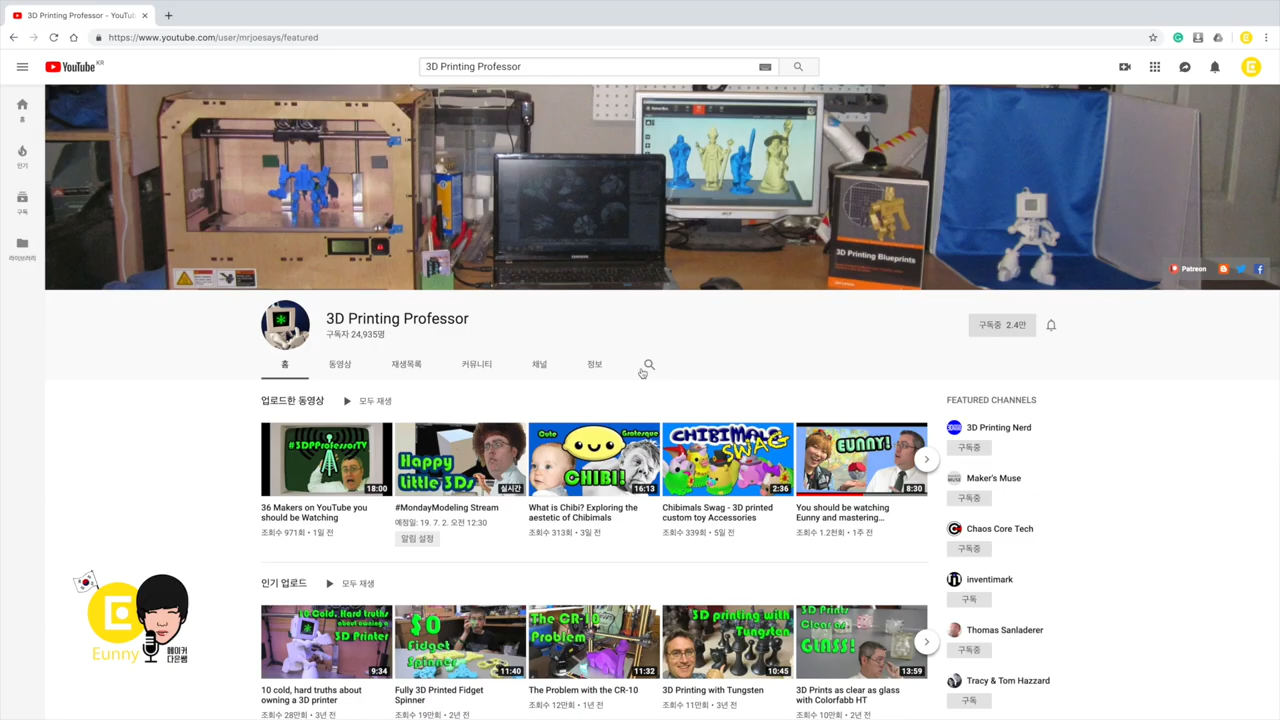 3D Printing Professor - YouTu
https://www.youtube.com/user/mrjoesays/featured
YouTube KR
3D Printing Professor
홈
인기
구독
라이브러리
3D Printing Blueprints
Patreon
3D Printing Professor
구독자 24,935명
구독중 2.4만
홈
동영상
재생목록
커뮤니티
채널
정보
업로드한 동영상
모두 재생
FEATURED CHANNELS
#3DPProfessorTV
18:00
Happy
Little 3Ds
실시간
Cute
Grotesque
CHIBI!
16:13
CHIBIMALS
SWAG
2:36
EUNNY!
8:30
36 Makers on YouTube you
should be Watching
조회수 971회 • 1일 전
#MondayModeling Stream
예정일: 19. 7. 2. 오전 12:30
알림 설정
What is Chibi? Exploring the
aestetic of Chibimals
조회수 313회 • 3일 전
Chibimals Swag - 3D printed
custom toy Accessories
조회수 339회 • 5일 전
You should be watching
Eunny and mastering...
조회수 1.2천회 • 1주 전
3D Printing Nerd
구독중
MUSE
Maker's Muse
구독중
Chaos Core Tech
구독중
inventimark
구독
Thomas Sanladerer
구독중
Tracy & Tom Hazzard
구독
인기 업로드
모두 재생
10 Cold, Hard truths
about owning a
3D Printer
9:34
$0
Fidget
Spinner
11:40
The CR-10
Problem
11:32
3D printing with
Tungsten
10:45
3D Prints
Clear as
GLASS!
13:59
10 cold, hard truths about
owning a 3D printer
조회수 28만회 • 3년 전
Fully 3D Printed Fidget
Spinner
조회수 19만회 • 2년 전
The Problem with the CR-10
조회수 12만회 • 1년 전
3D Printing with Tungsten
조회수 11만회 • 3년 전
3D Prints as clear as glass
with Colorfabb HT
조회수 10만회 • 2년 전
Eunny
메이커
다은쌤